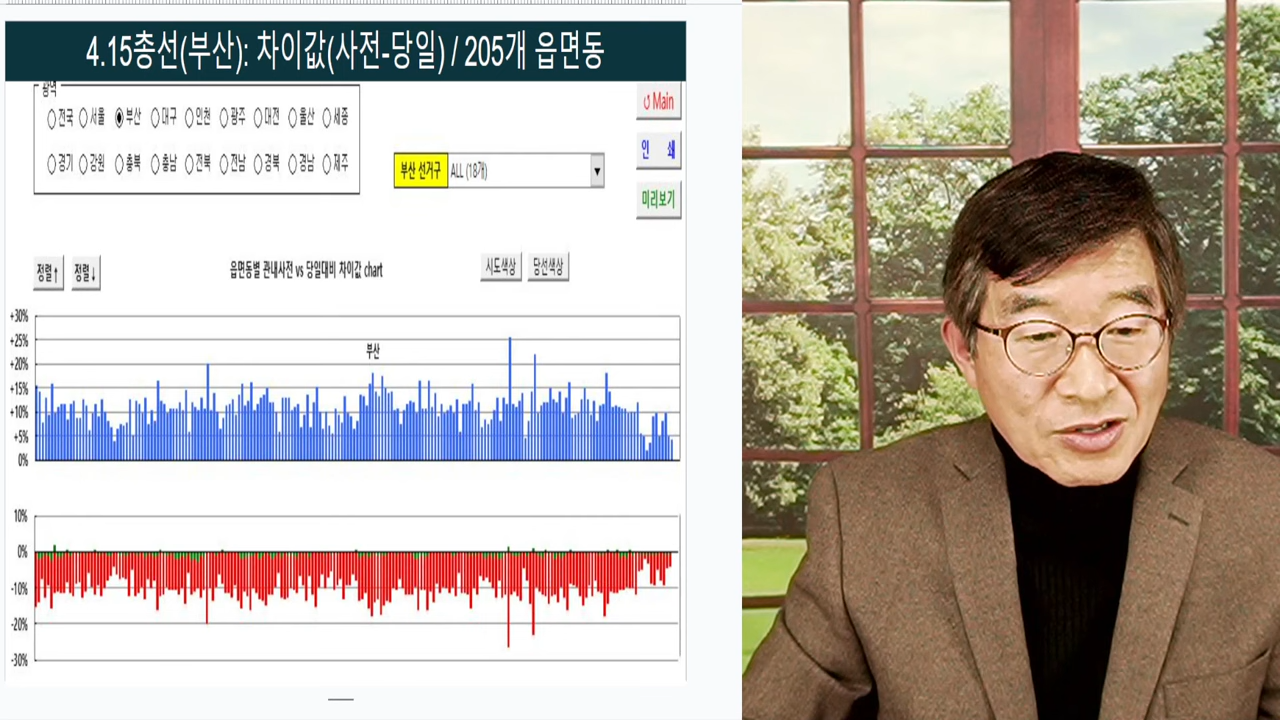 4.15총선(부산): 차이값(사전-당일) / 205개 읍면동
광역
전국 서울 부산 대구 인천 광주 대전 울산 세종
경기 강원 충북 충남 전북 전남 경북 경남 제주
부산 선거구 ALL (18개)
↺ Main
인 쇄
미리보기
정렬↑ 정렬↓
읍면동별 관내사전 vs 당일대비 차이값 chart
시도색상 당선색상
부산
+30%
+25%
+20%
+15%
+10%
+5%
0%
10%
0%
-10%
-20%
-30%